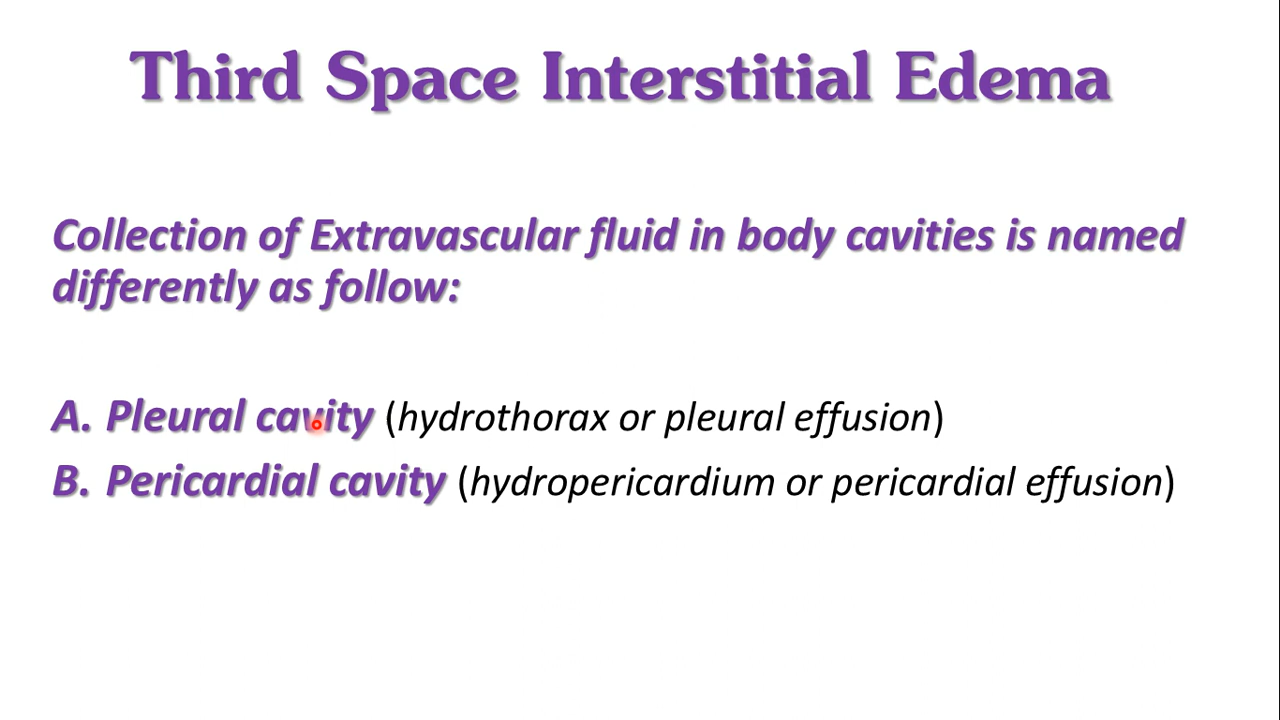 Third Space Interstitial Edema
Collection of Extravascular fluid in body cavities is named
differently as follow:
A. Pleural cavity (hydrothorax or pleural effusion)
B. Pericardial cavity (hydropericardium or pericardial effusion)